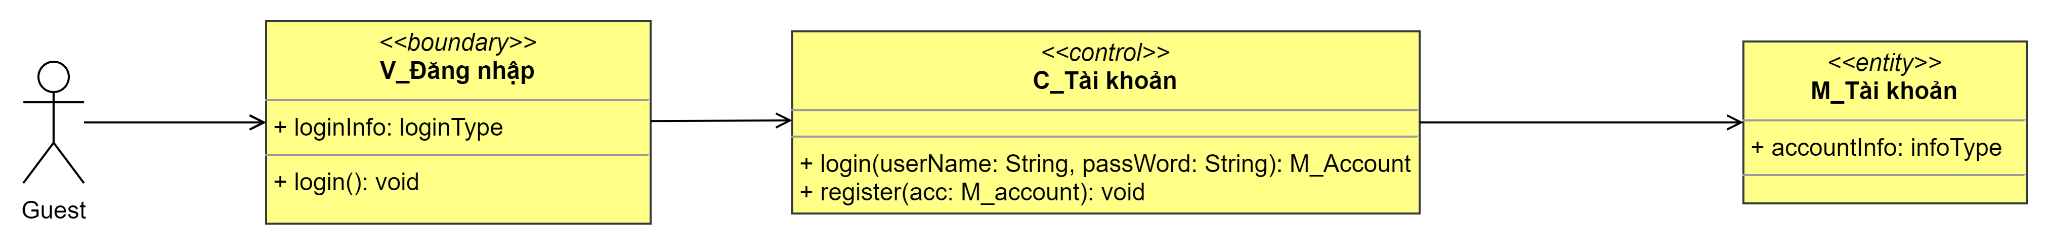 Guest
<<boundary>>
V_Đăng nhập
+ loginInfo: loginType
+ login(): void
<<control>>
C_Tài khoản
+ login(userName: String, passWord: String): M_Account
+ register(acc: M_account): void
<<entity>>
M_Tài khoản
+ accountInfo: infoType